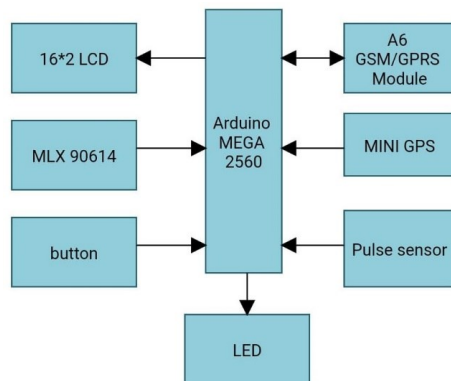 16*2 LCD
A6
GSM/GPRS
Module
Arduino
MEGA
2560
MLX 90614
MINI GPS
button
Pulse sensor
LED